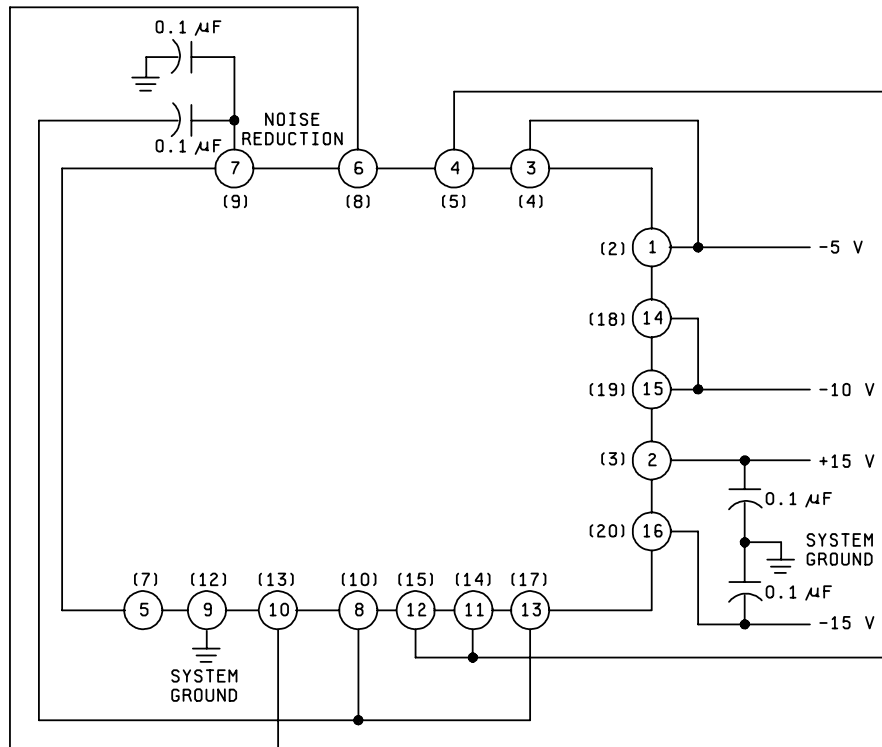 0.1 μF
0.1 μF
NOISE
REDUCTION
7
6
4
3
(9)
(8)
(5)
(4)
(2)
1
-5 V
(18)
14
(19)
15
-10 V
(3)
2
+15 V
0.1 μF
(20)
16
SYSTEM
GROUND
0.1 μF
-15 V
(7)
(12)
(13)
(10)
(15)
(14)
(17)
5
9
10
8
12
11
13
SYSTEM
GROUND